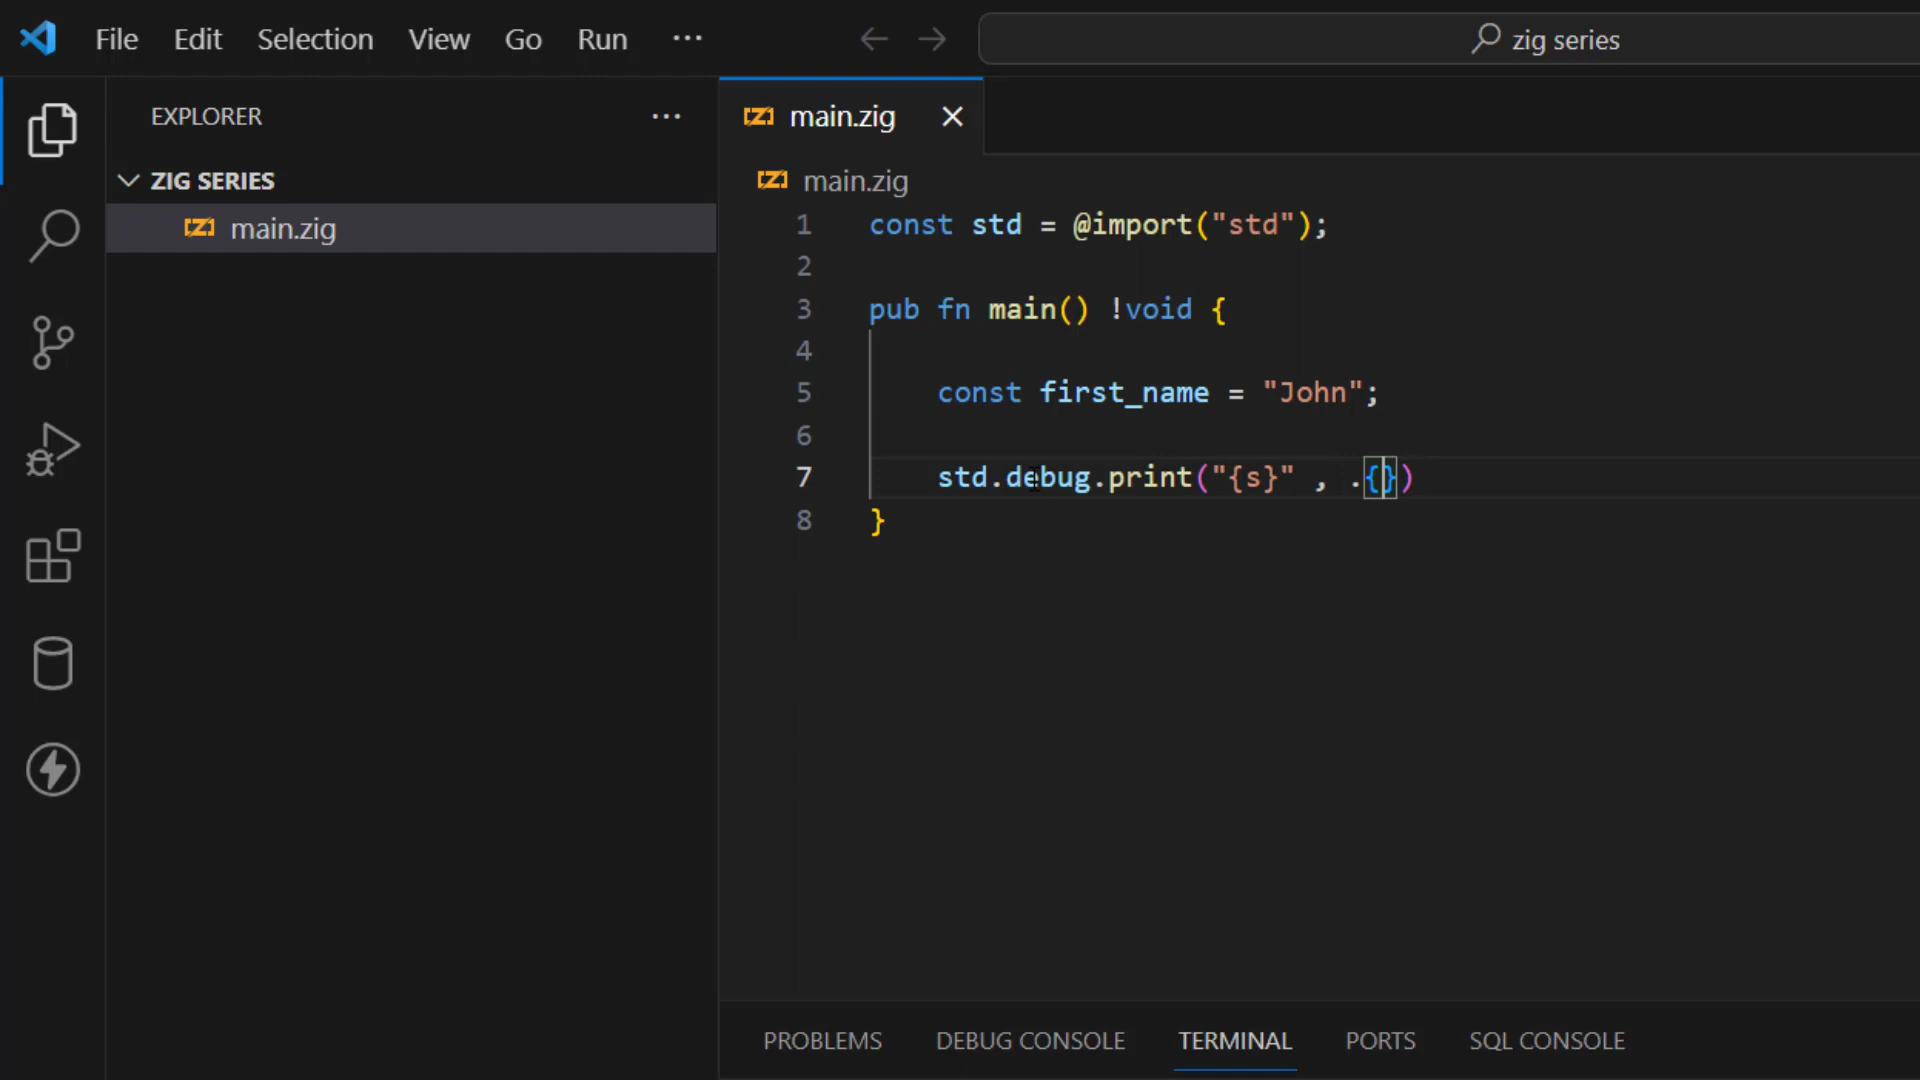 File Edit Selection View Go Run ··· zig series
EXPLORER ···
ZIG SERIES
main.zig
main.zig
main.zig
1 const std = @import("std");
2
3 pub fn main() !void {
4
5 const first_name = "John";
6
7 std.debug.print("{s}" , .{})
8 }
PROBLEMS DEBUG CONSOLE TERMINAL PORTS SQL CONSOLE